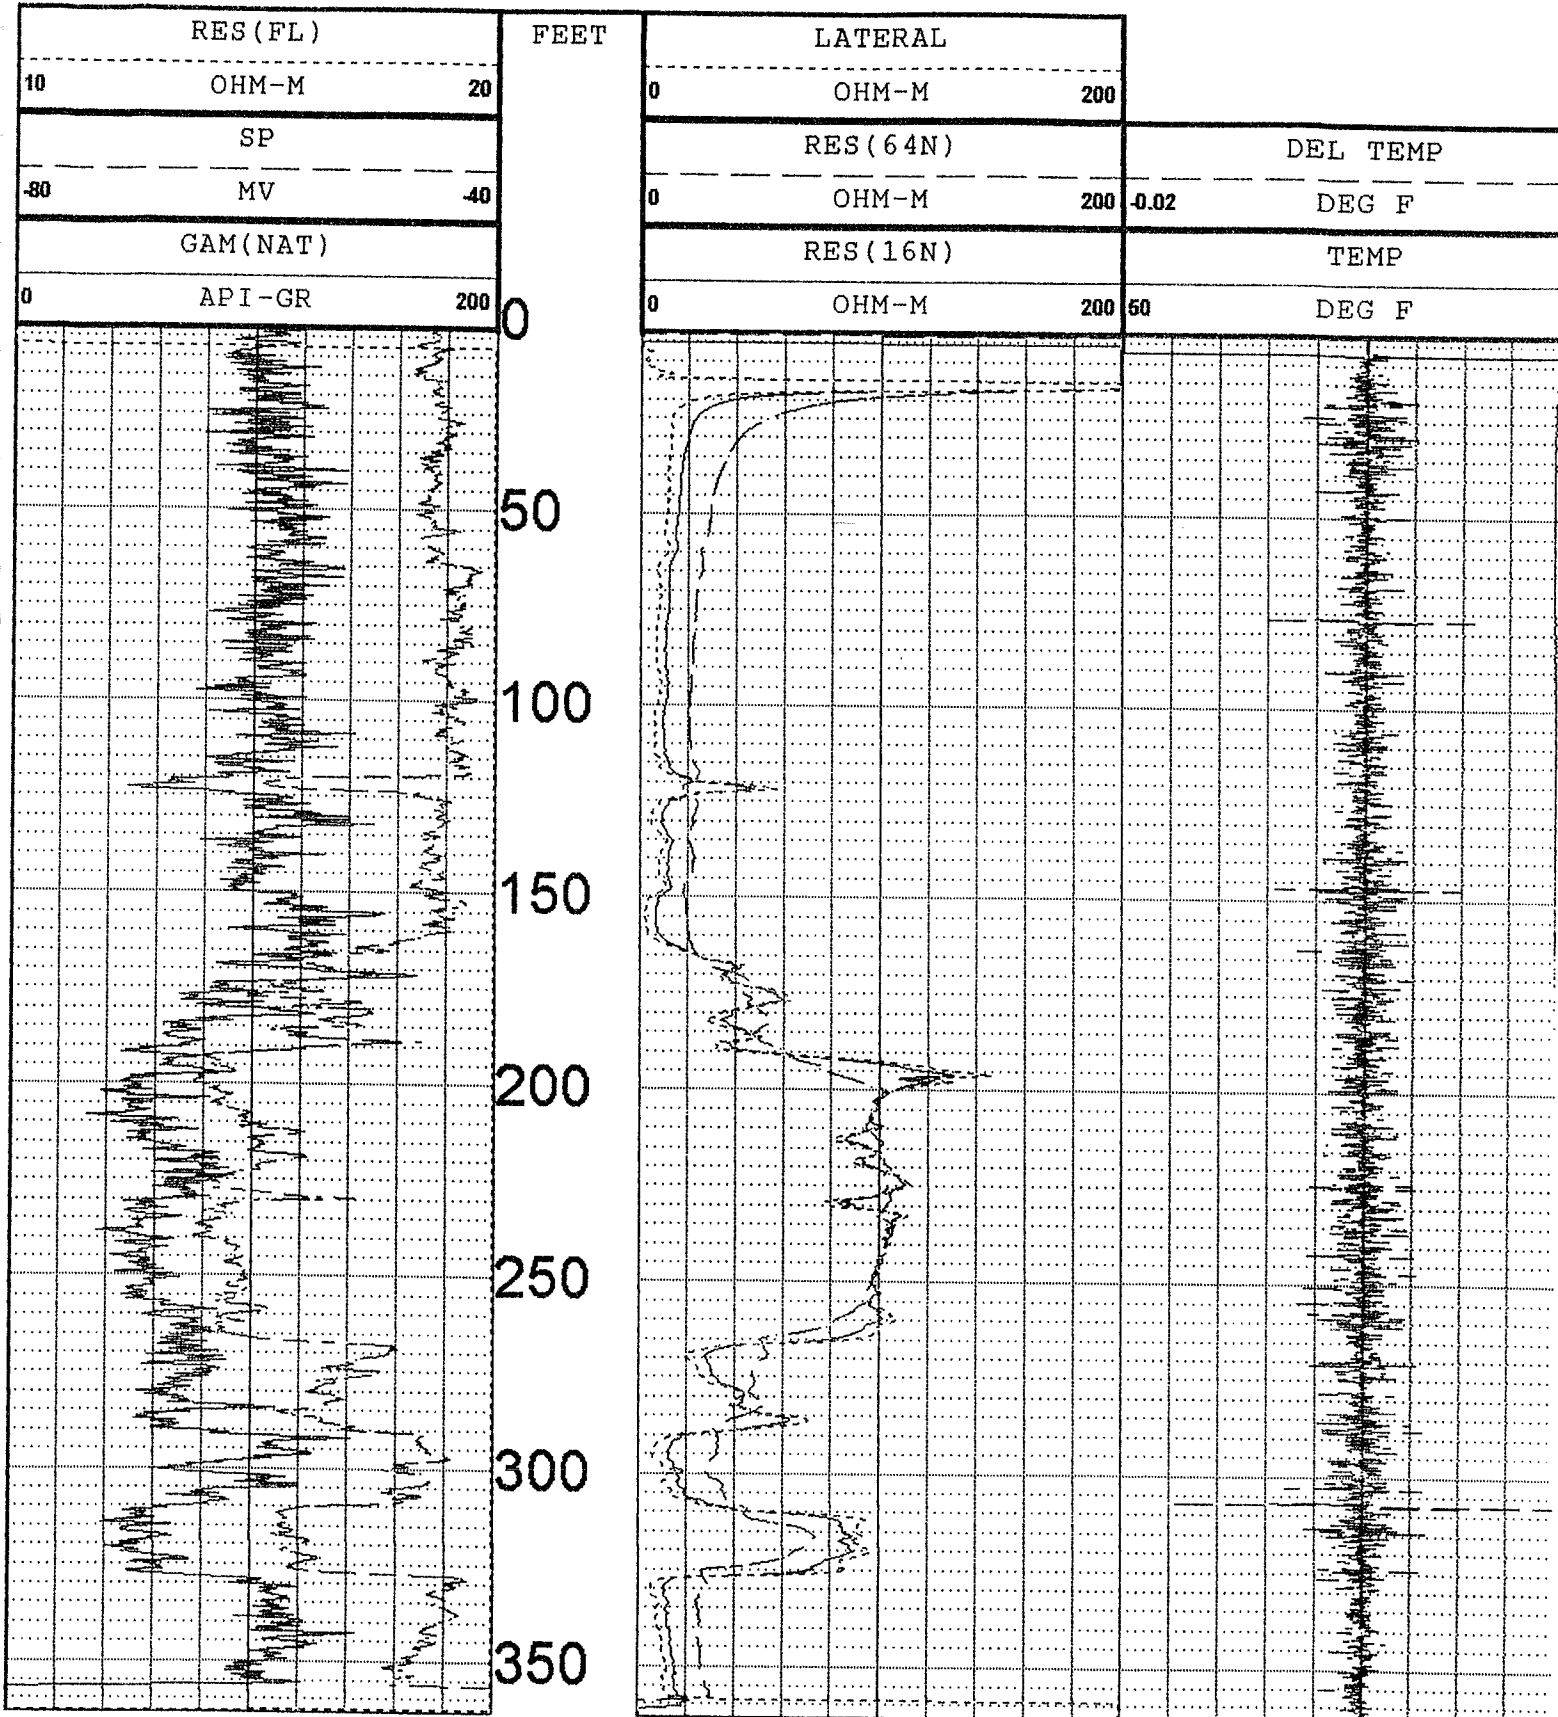 RES(FL) FEET LATERAL
10 OHM-M 20 0 OHM-M 200
SP RES(64N) DEL TEMP
-80 MV -40 0 OHM-M 200 -0.02 DEG F
GAM(NAT) RES(16N) TEMP
0 API-GR 200 0 OHM-M 200 50 DEG F
0
50
100
150
200
250
300
350